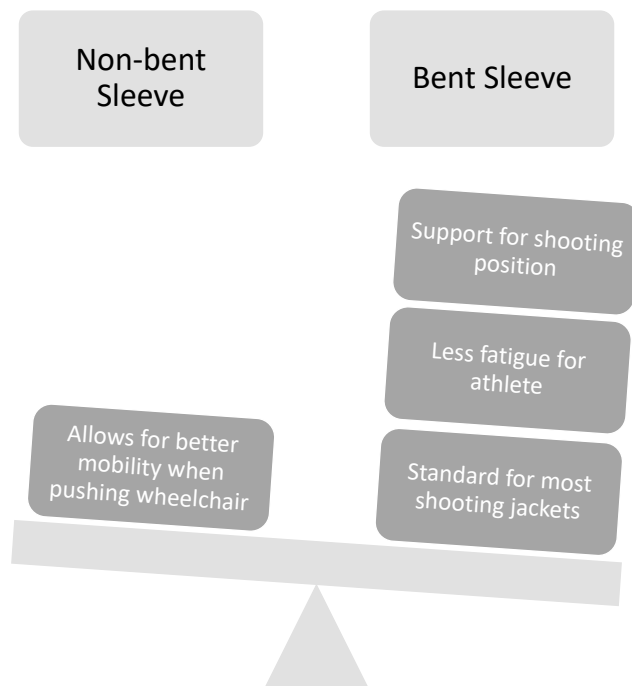 Non-bent
Sleeve
Bent Sleeve
Support for shooting
position
Less fatigue for
athlete
Allows for better
mobility when
pushing wheelchair
Standard for most
shooting jackets